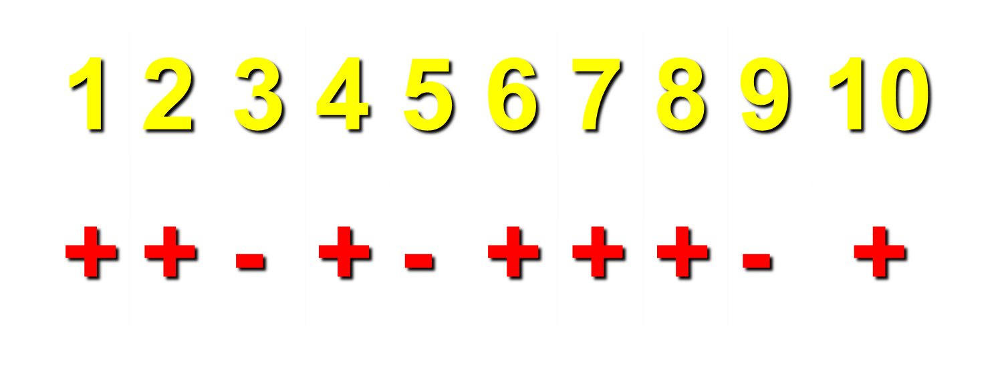 1 2 3 4 5 6 7 8 9 10
+ + - + - + + + - +